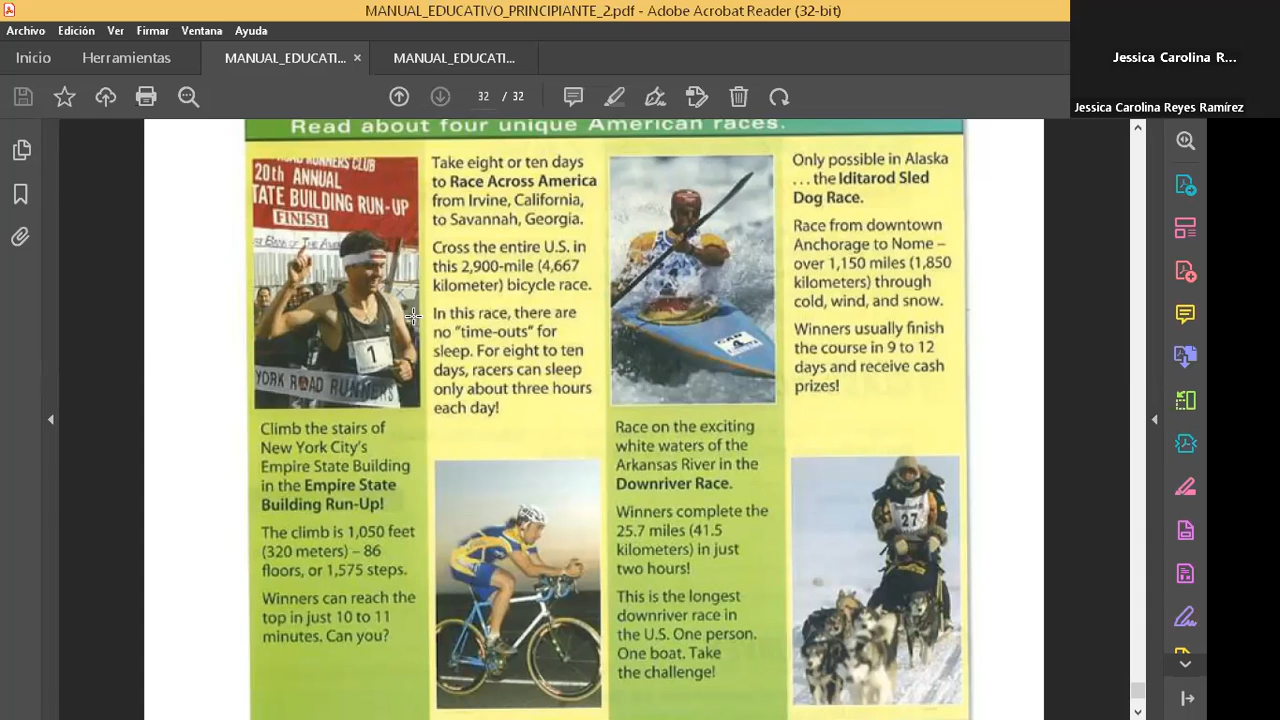 MANUAL_EDUCATIVO_PRINCIPIANTE_2.pdf - Adobe Acrobat Reader (32-bit)
Archivo Edición Ver Firmar Ventana Ayuda
Inicio Herramientas MANUAL_EDUCATI... × MANUAL_EDUCATI...
32 / 32
Jessica Carolina R...
Jessica Carolina Reyes Ramírez
Read about four unique American races.
ROAD RUNNERS CLUB
20th ANNUAL
TATE BUILDING RUN-UP
FINISH
1
YORK ROAD RUNNERS
Climb the stairs of
New York City's
Empire State Building
in the Empire State
Building Run-Up!
The climb is 1,050 feet
(320 meters) – 86
floors, or 1,575 steps.
Winners can reach the
top in just 10 to 11
minutes. Can you?
Take eight or ten days
to Race Across America
from Irvine, California,
to Savannah, Georgia.
Cross the entire U.S. in
this 2,900-mile (4,667
kilometer) bicycle race.
In this race, there are
no "time-outs" for
sleep. For eight to ten
days, racers can sleep
only about three hours
each day!
Race on the exciting
white waters of the
Arkansas River in the
Downriver Race.
Winners complete the
25.7 miles (41.5
kilometers) in just
two hours!
This is the longest
downriver race in
the U.S. One person.
One boat. Take
the challenge!
Only possible in Alaska
... the Iditarod Sled
Dog Race.
Race from downtown
Anchorage to Nome –
over 1,150 miles (1,850
kilometers) through
cold, wind, and snow.
Winners usually finish
the course in 9 to 12
days and receive cash
prizes!
27